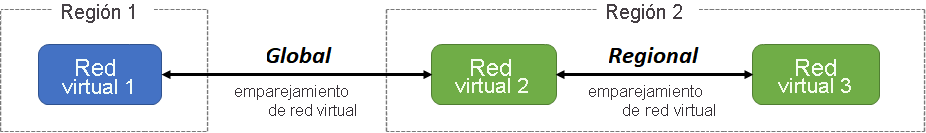 Región 1
Región 2
Red
virtual 1
Global
emparejamiento
de red virtual
Red
virtual 2
Regional
emparejamiento
de red virtual
Red
virtual 3